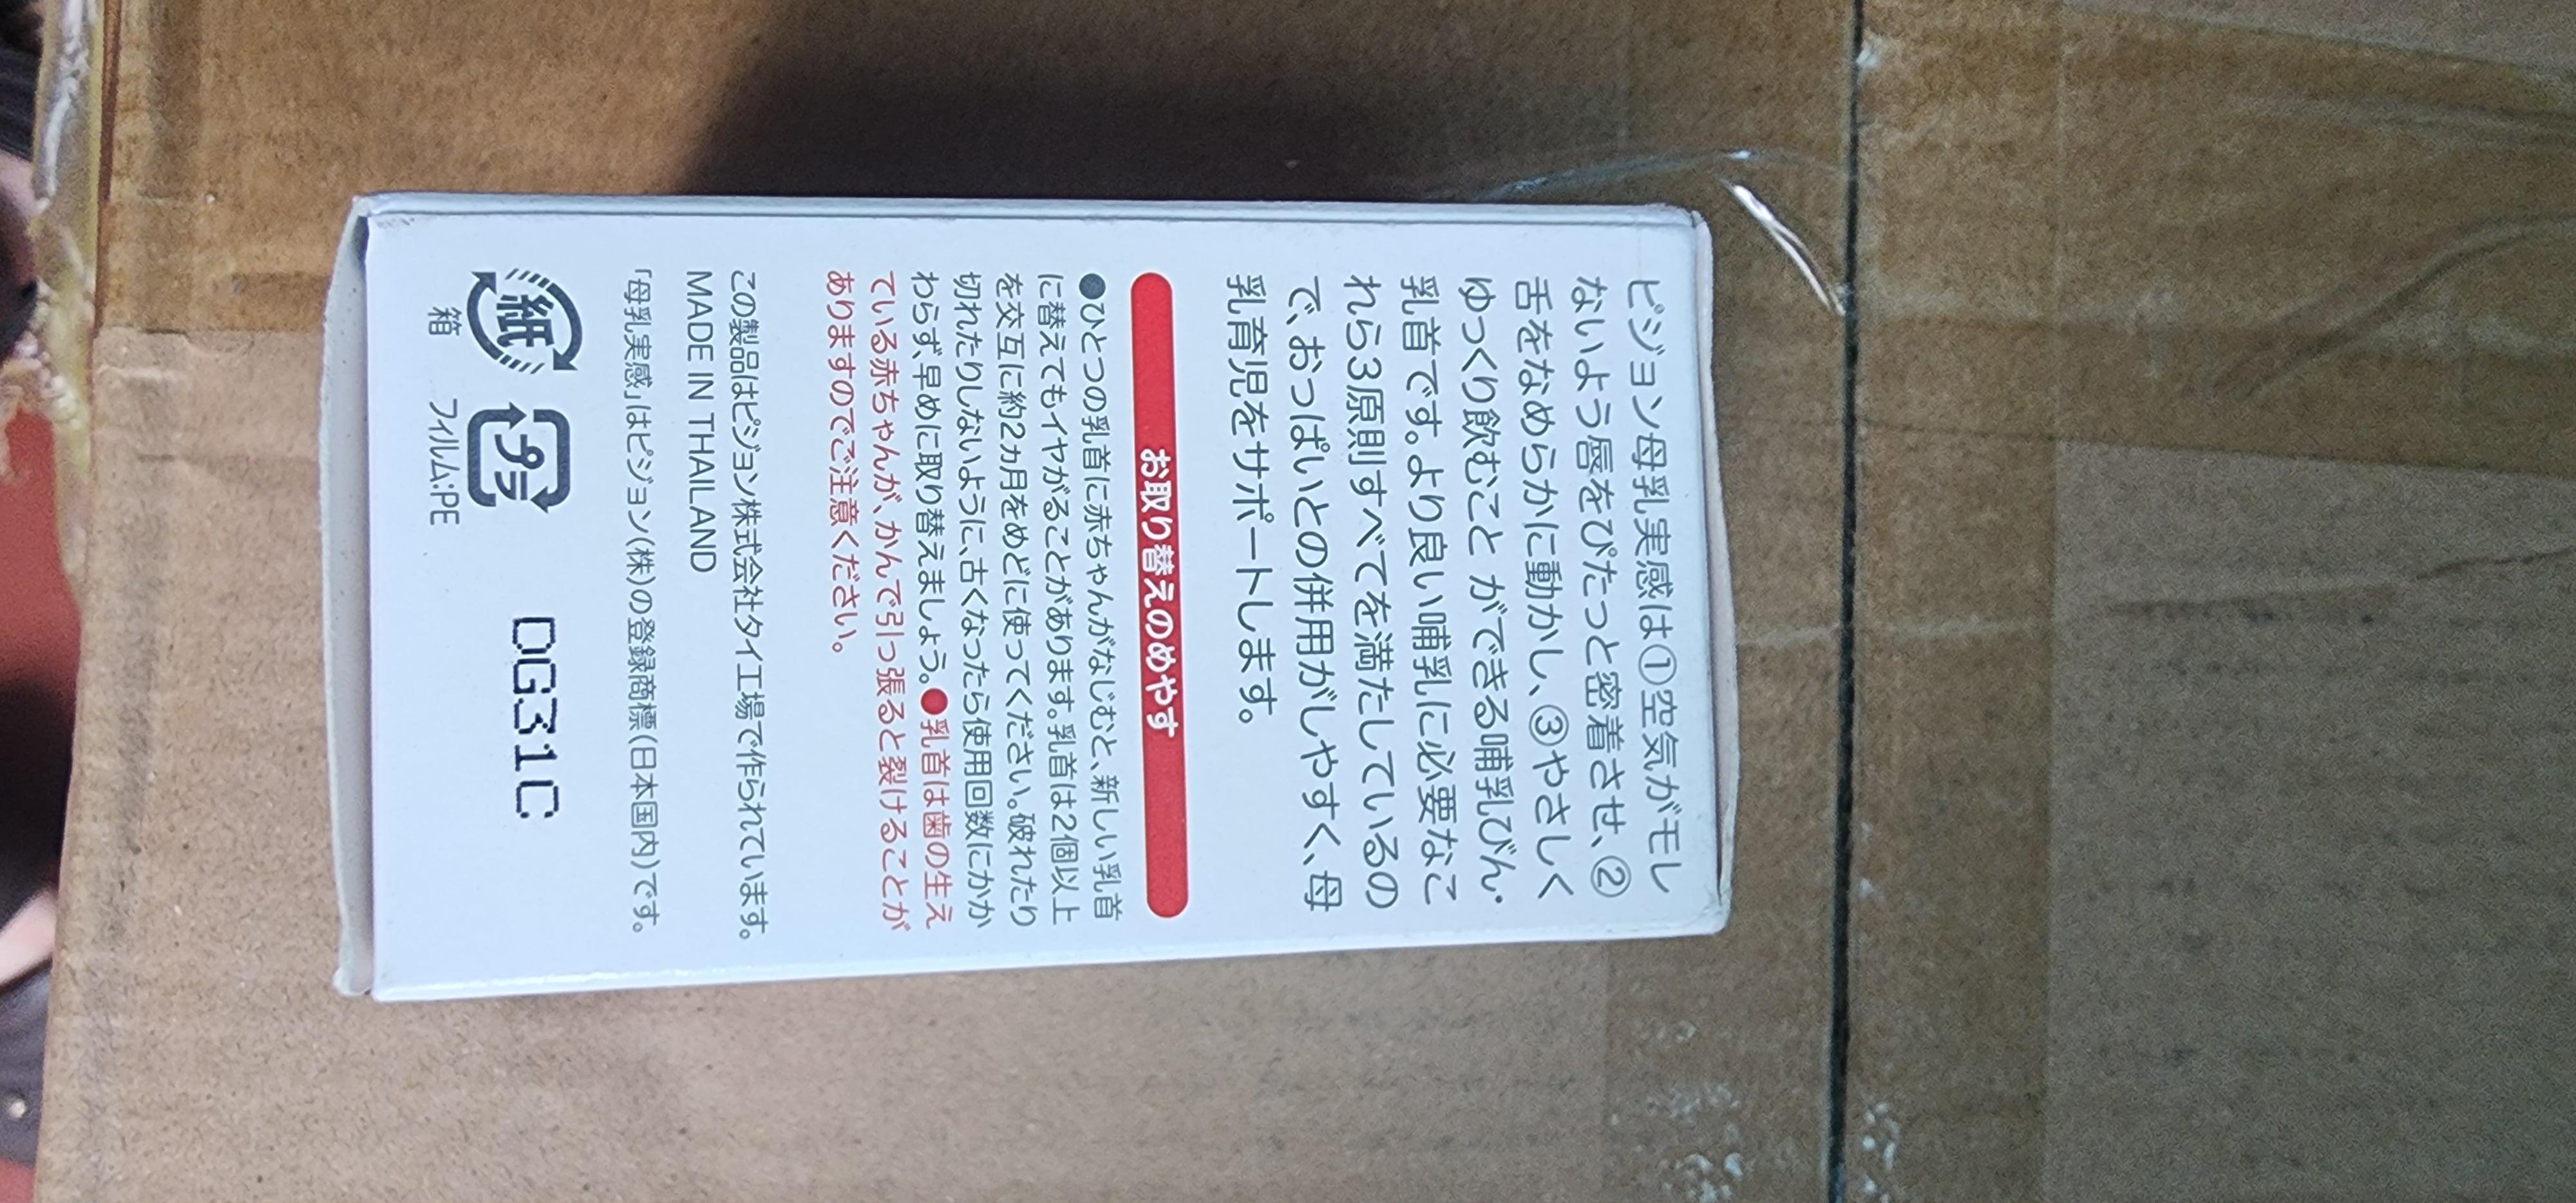 ピジョン母乳実感は①空気がモレ
ないよう唇をぴたっと密着させ、②
舌をなめらかに動かし、③やさしく
ゆっくり飲むこと ができる哺乳びん・
乳首です。より良い哺乳に必要なこ
れら3原則すべてを満たしているの
で、おっぱいとの併用がしやすく、母
乳育児をサポートします。
お取り替えのめやす
●ひとつの乳首に赤ちゃんがなじむと、新しい乳首
に替えてもイヤがることがあります。乳首は2個以上
を交互に約2ヵ月をめどに使ってください。破れたり
切れたりしないように、古くなったら使用回数にかか
わらず、早めに取り替えましょう。●乳首は歯の生え
ている赤ちゃんが、かんで引っ張ると裂けることが
ありますのでご注意ください。
この製品はピジョン株式会社タイ工場で作られています。
MADE IN THAILAND
「母乳実感」はピジョン(株)の登録商標(日本国内)です。
紙 プラ
箱 フィルム:PE
DG31C